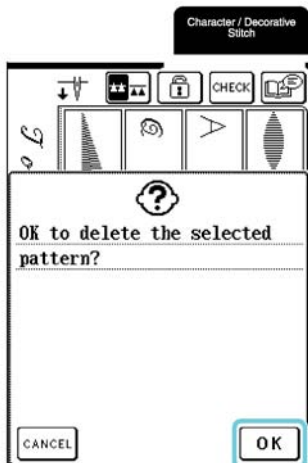 Character / Decorative
Stitch
CHECK
OK to delete the selected
pattern?
CANCEL
OK